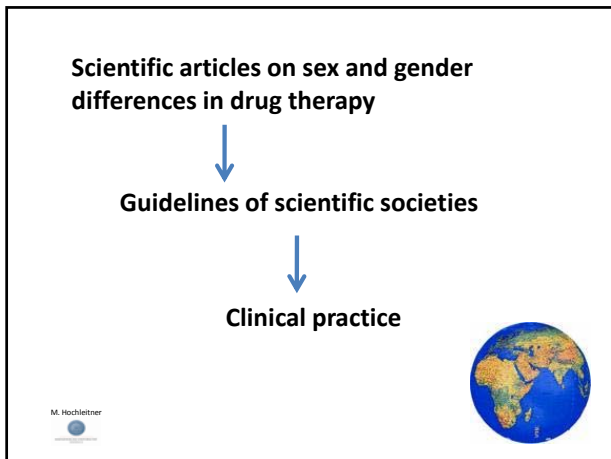 Scientific articles on sex and gender
differences in drug therapy
Guidelines of scientific societies
Clinical practice
M. Hochleitner